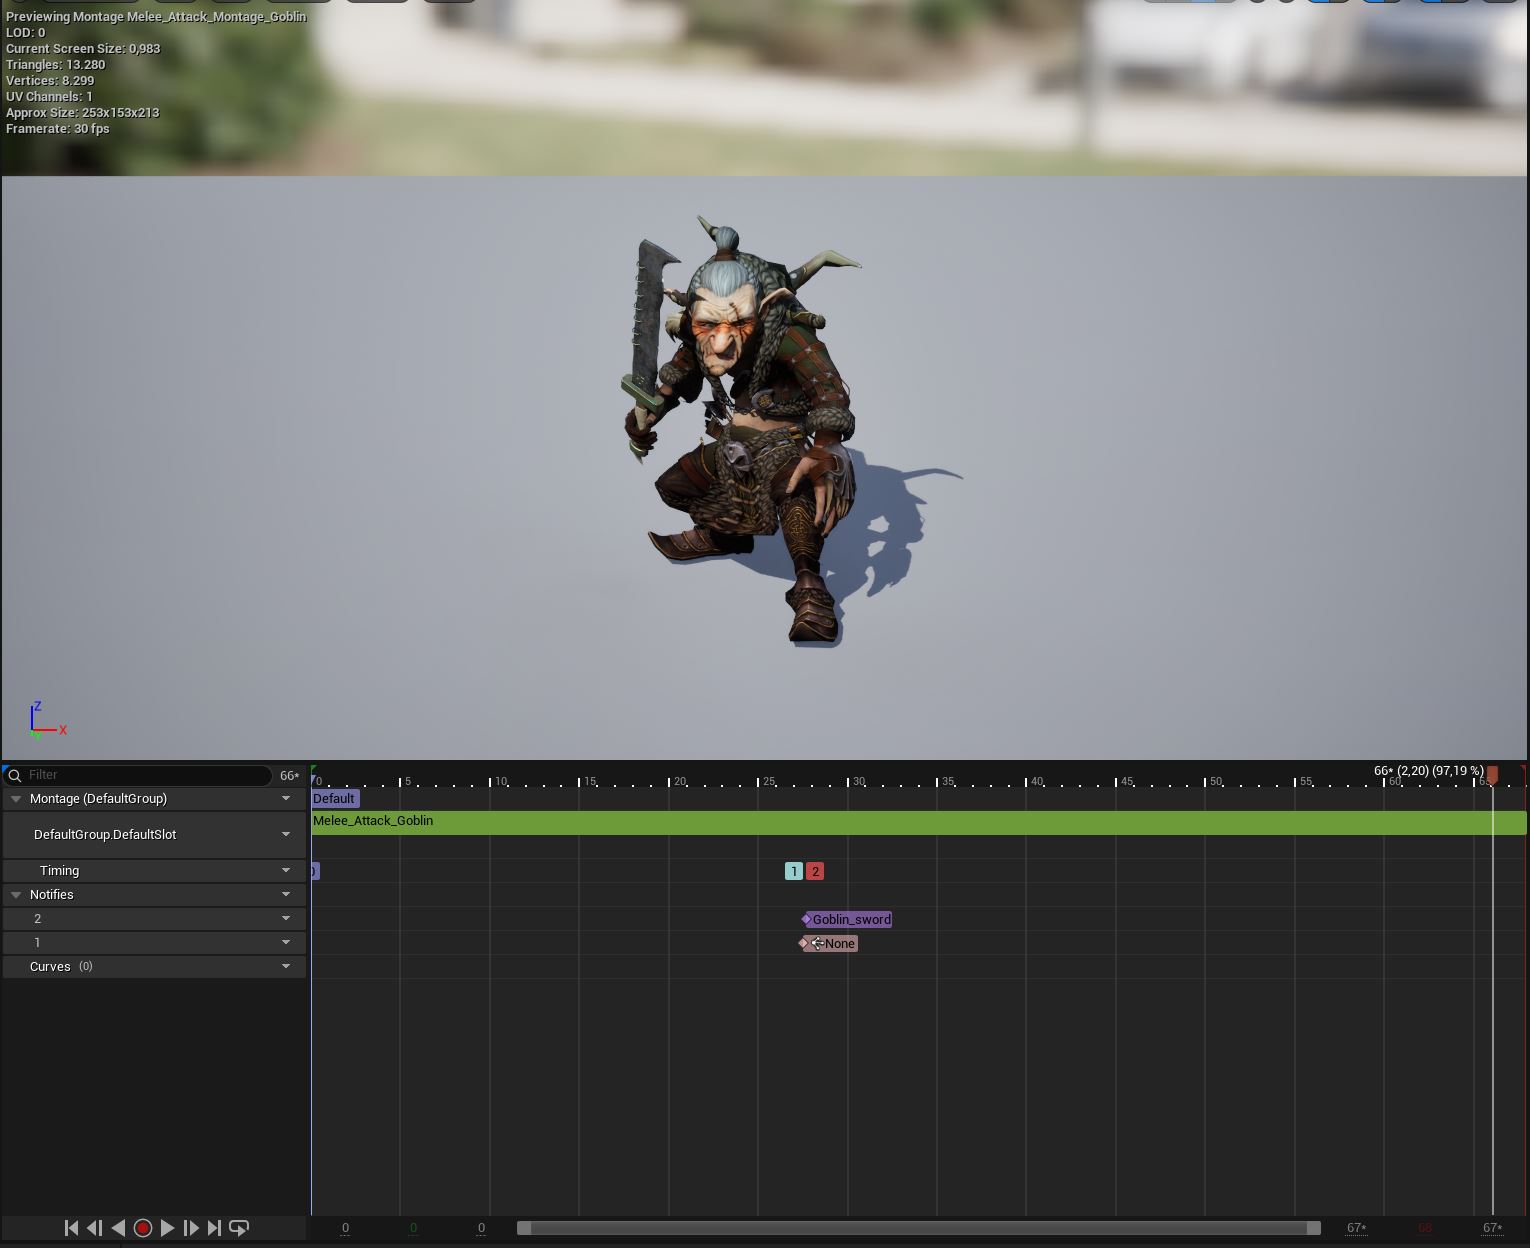 Previewing Montage Melee_Attack_Montage_Goblin
LOD: 0
Current Screen Size: 0,983
Triangles: 13.280
Vertices: 8.299
UV Channels: 1
Approx Size: 253x153x213
Framerate: 30 fps
Z
X
Filter
66*
0 5 10 15 20 25 30 35 40 45 50 55 60 65
66* (2,20) (97,19 %)
Montage (DefaultGroup)
Default
DefaultGroup.DefaultSlot
Melee_Attack_Goblin
Timing
1 2
Notifies
2
Goblin_sword
1
None
Curves (0)
0 0 0 67* 68 67*